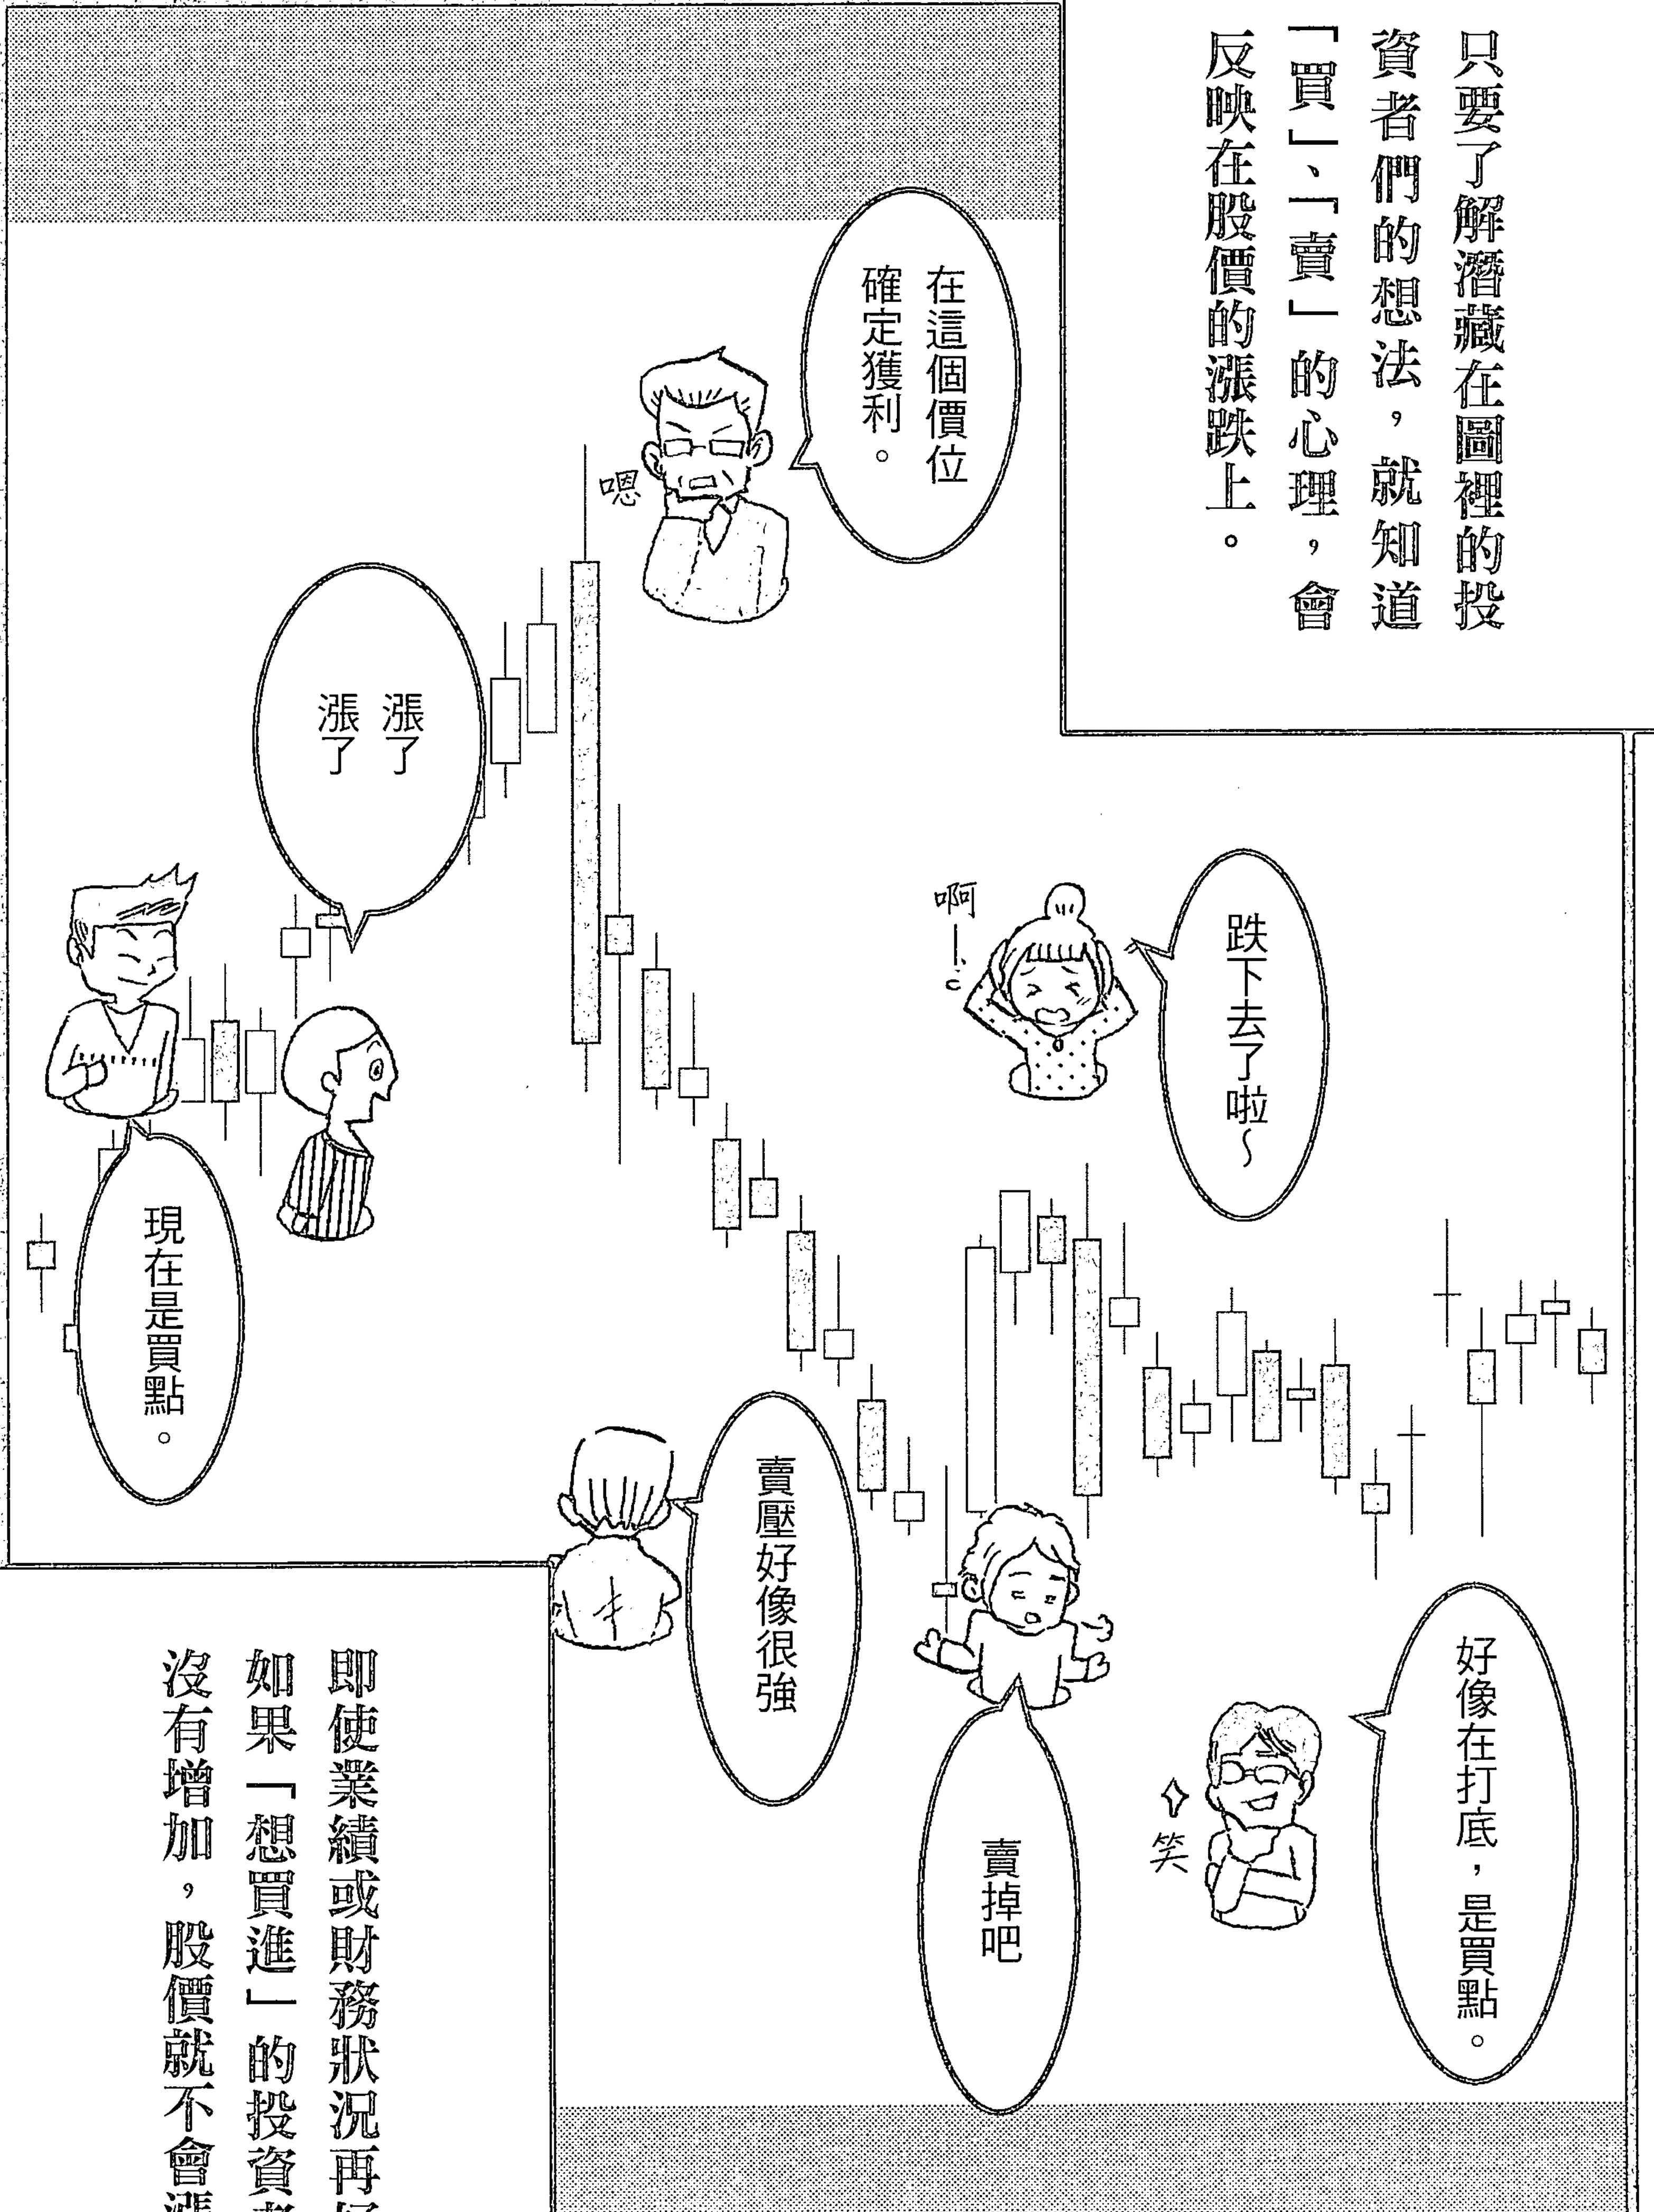 只要了解潛藏在圖裡的投
資者們的想法，就知道
「買」、「賣」的心理，會
反映在股價的漲跌上。
跌下去了啦～
啊—
好像在打底，是買點。
笑
賣掉吧
賣壓好像很強
在這個價位
確定獲利。
嗯
漲了
漲了
現在是買點。
即使業績或財務狀況再
如果「想買進」的投資
沒有增加，股價就不會